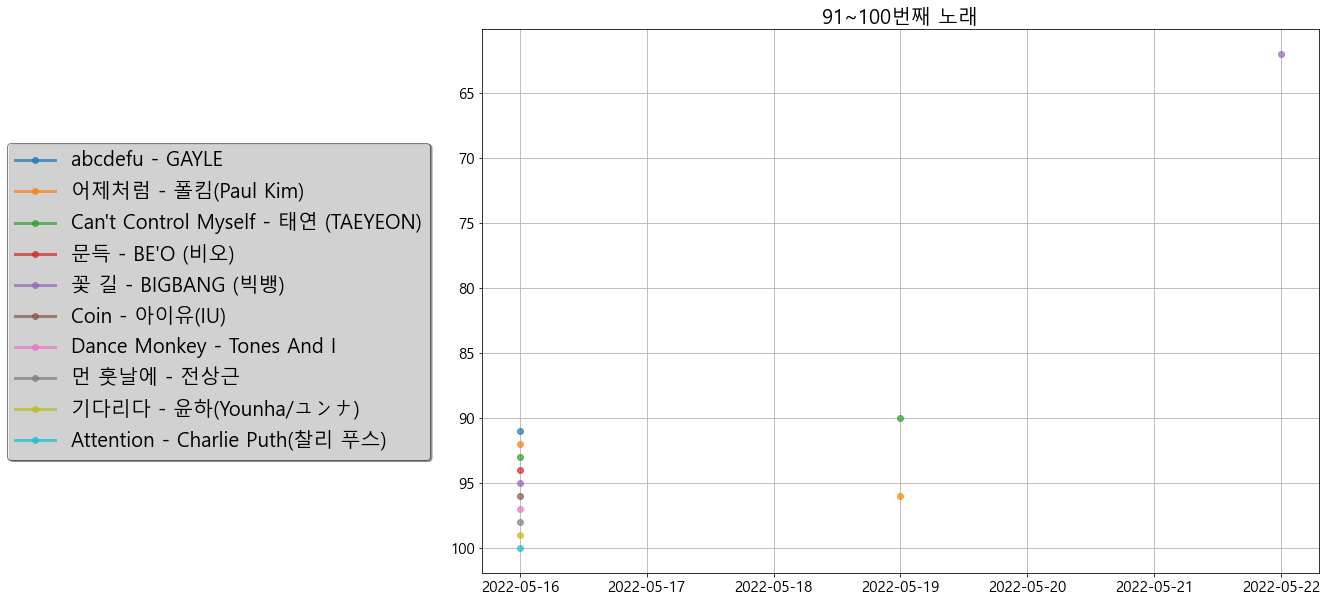 91~100번째 노래
abcdefu - GAYLE
어제처럼 - 폴킴(Paul Kim)
Can't Control Myself - 태연 (TAEYEON)
문득 - BE'O (비오)
꽃 길 - BIGBANG (빅뱅)
Coin - 아이유(IU)
Dance Monkey - Tones And I
먼 훗날에 - 전상근
기다리다 - 윤하(Younha/ユンナ)
Attention - Charlie Puth(찰리 푸스)
65
70
75
80
85
90
95
100
2022-05-16 2022-05-17 2022-05-18 2022-05-19 2022-05-20 2022-05-21 2022-05-22